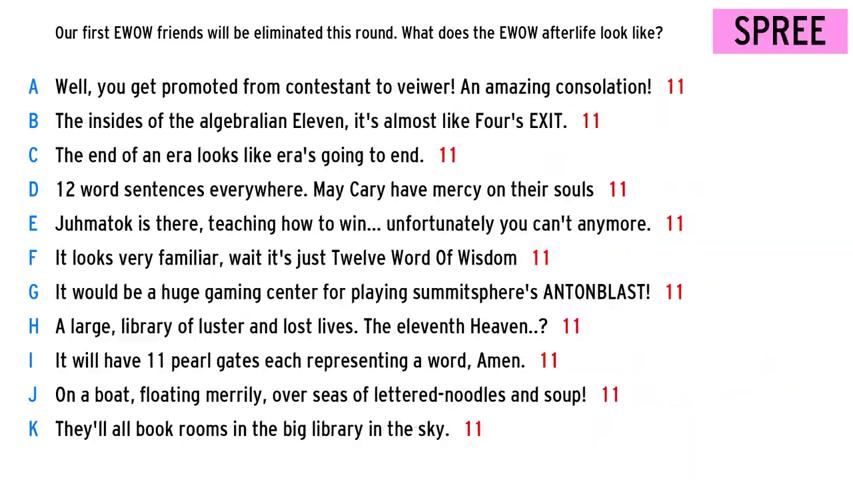 Our first EWOW friends will be eliminated this round. What does the EWOW afterlife look like?
SPREE
A Well, you get promoted from contestant to veiwer! An amazing consolation! 11
B The insides of the algebralian Eleven, it's almost like Four's EXIT. 11
C The end of an era looks like era's going to end. 11
D 12 word sentences everywhere. May Cary have mercy on their souls 11
E Juhmatok is there, teaching how to win... unfortunately you can't anymore. 11
F It looks very familiar, wait it's just Twelve Word Of Wisdom 11
G It would be a huge gaming center for playing summitsphere's ANTONBLAST! 11
H A large, library of luster and lost lives. The eleventh Heaven..? 11
I It will have 11 pearl gates each representing a word, Amen. 11
J On a boat, floating merrily, over seas of lettered-noodles and soup! 11
K They'll all book rooms in the big library in the sky. 11